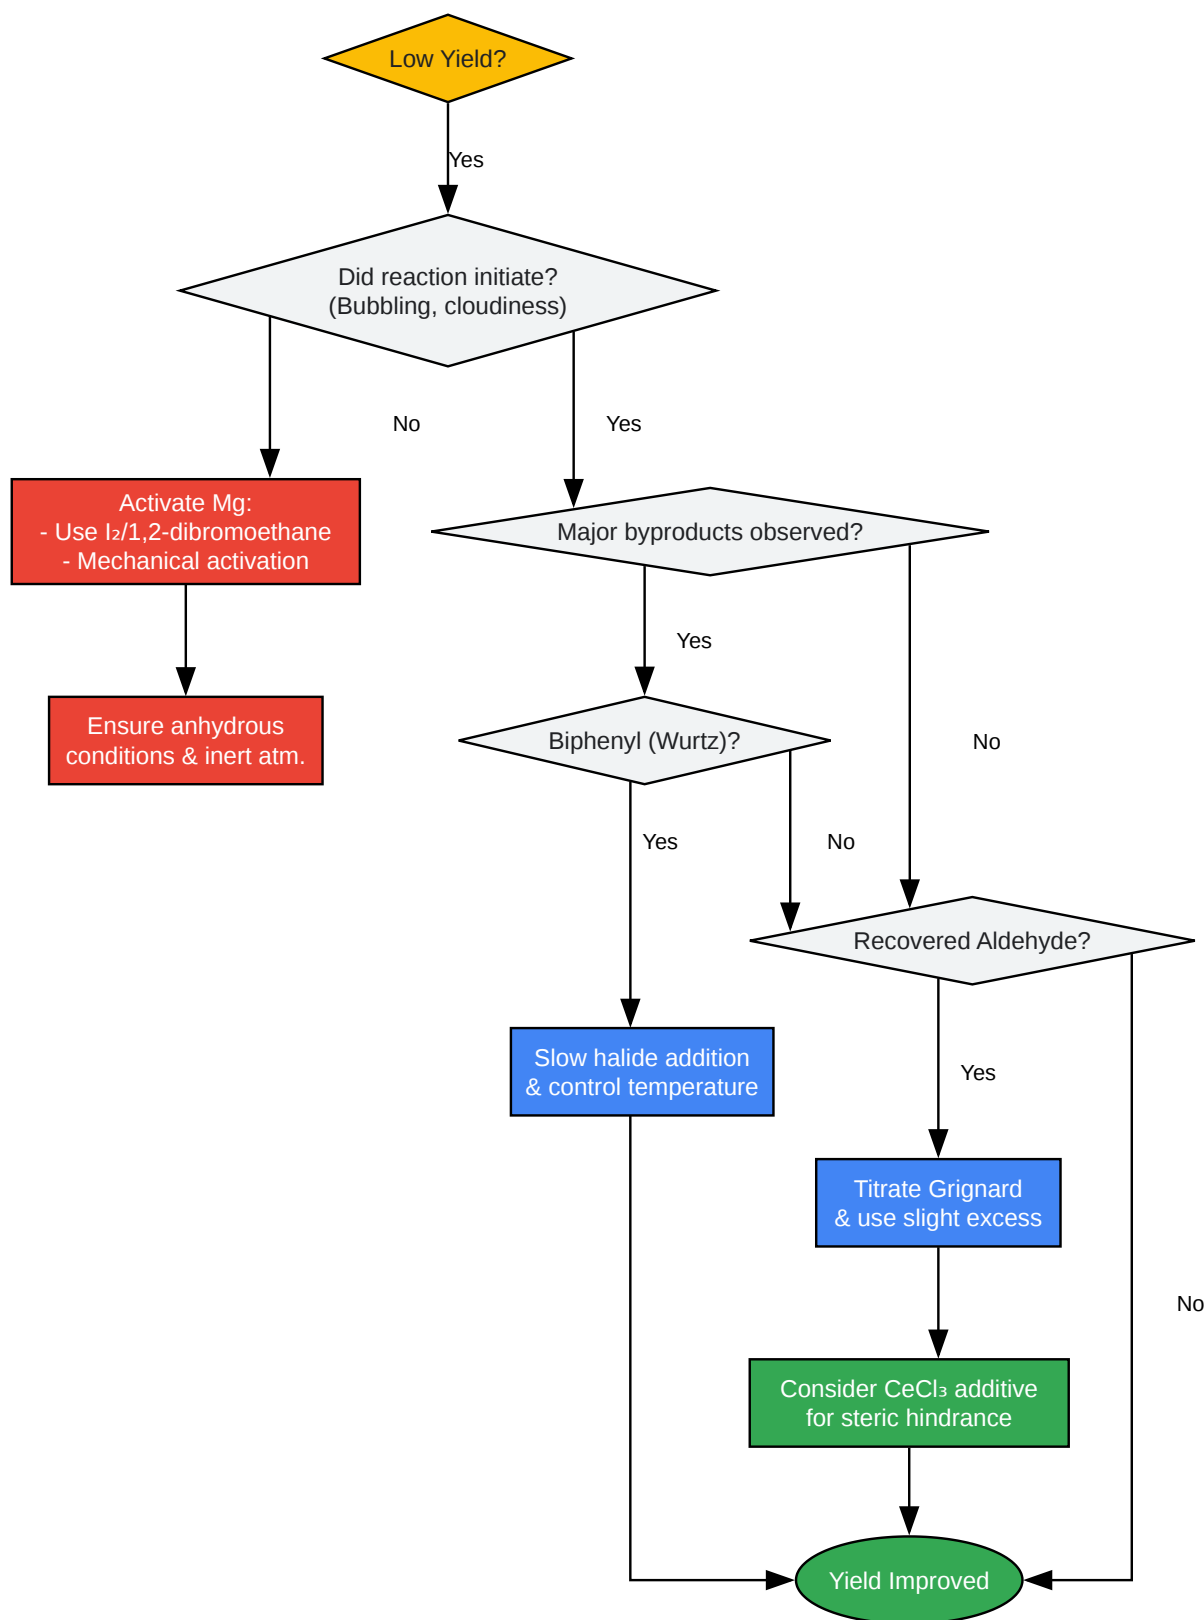 Low Yield?
Yes
Did reaction initiate?
(Bubbling, cloudiness)
No
Yes
Activate Mg:
- Use I₂/1,2-dibromoethane
- Mechanical activation
Major byproducts observed?
Yes
Ensure anhydrous
conditions & inert atm.
Biphenyl (Wurtz)?
No
Yes
No
Recovered Aldehyde?
Slow halide addition
& control temperature
Yes
Titrate Grignard
& use slight excess
No
Consider CeCl₃ additive
for steric hindrance
Yield Improved